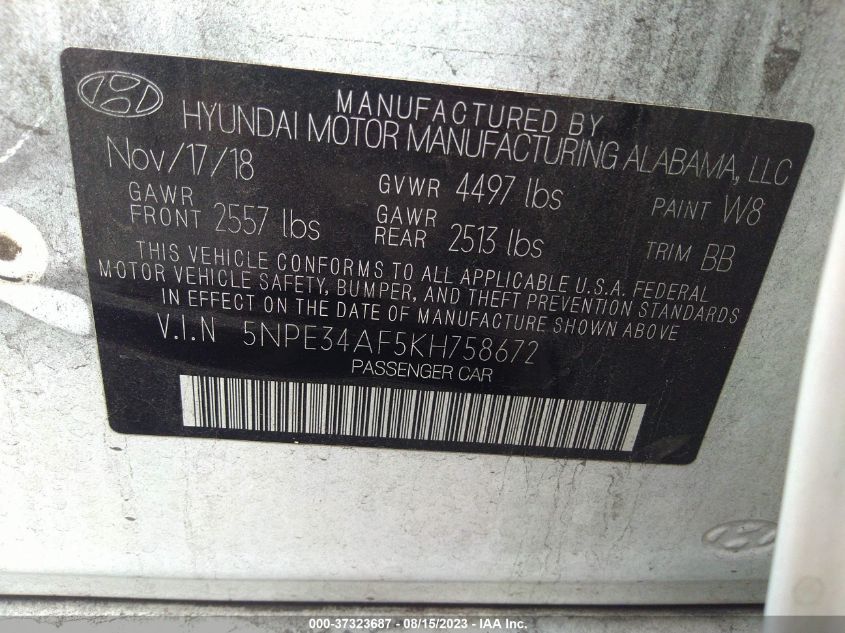 MANUFACTURED BY
HYUNDAI MOTOR MANUFACTURING ALABAMA, LLC
Nov/17/18 GVWR 4497 lbs PAINT W8
GAWR FRONT 2557 lbs GAWR REAR 2513 lbs TRIM BB
THIS VEHICLE CONFORMS TO ALL APPLICABLE U.S.A. FEDERAL
MOTOR VEHICLE SAFETY, BUMPER, AND THEFT PREVENTION STANDARDS
IN EFFECT ON THE DATE OF MANUFACTURE SHOWN ABOVE
V.I.N 5NPE34AF5KH758672
PASSENGER CAR
000-37323687 - 08/15/2023 - IAA Inc.